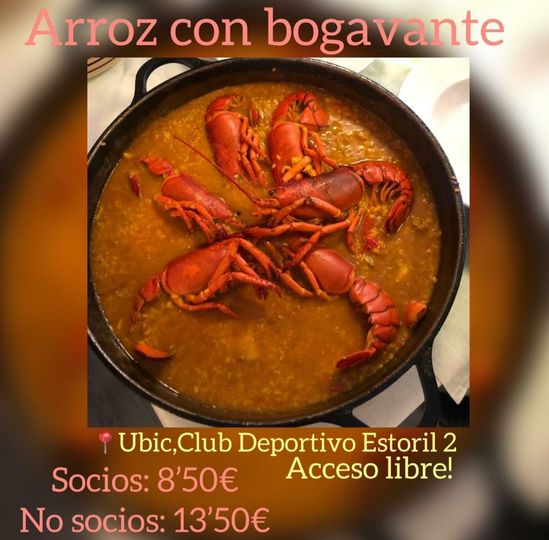 Arroz con bogavante
📍Ubic,Club Deportivo Estoril 2
Acceso libre!
Socios: 8’50€
No socios: 13’50€